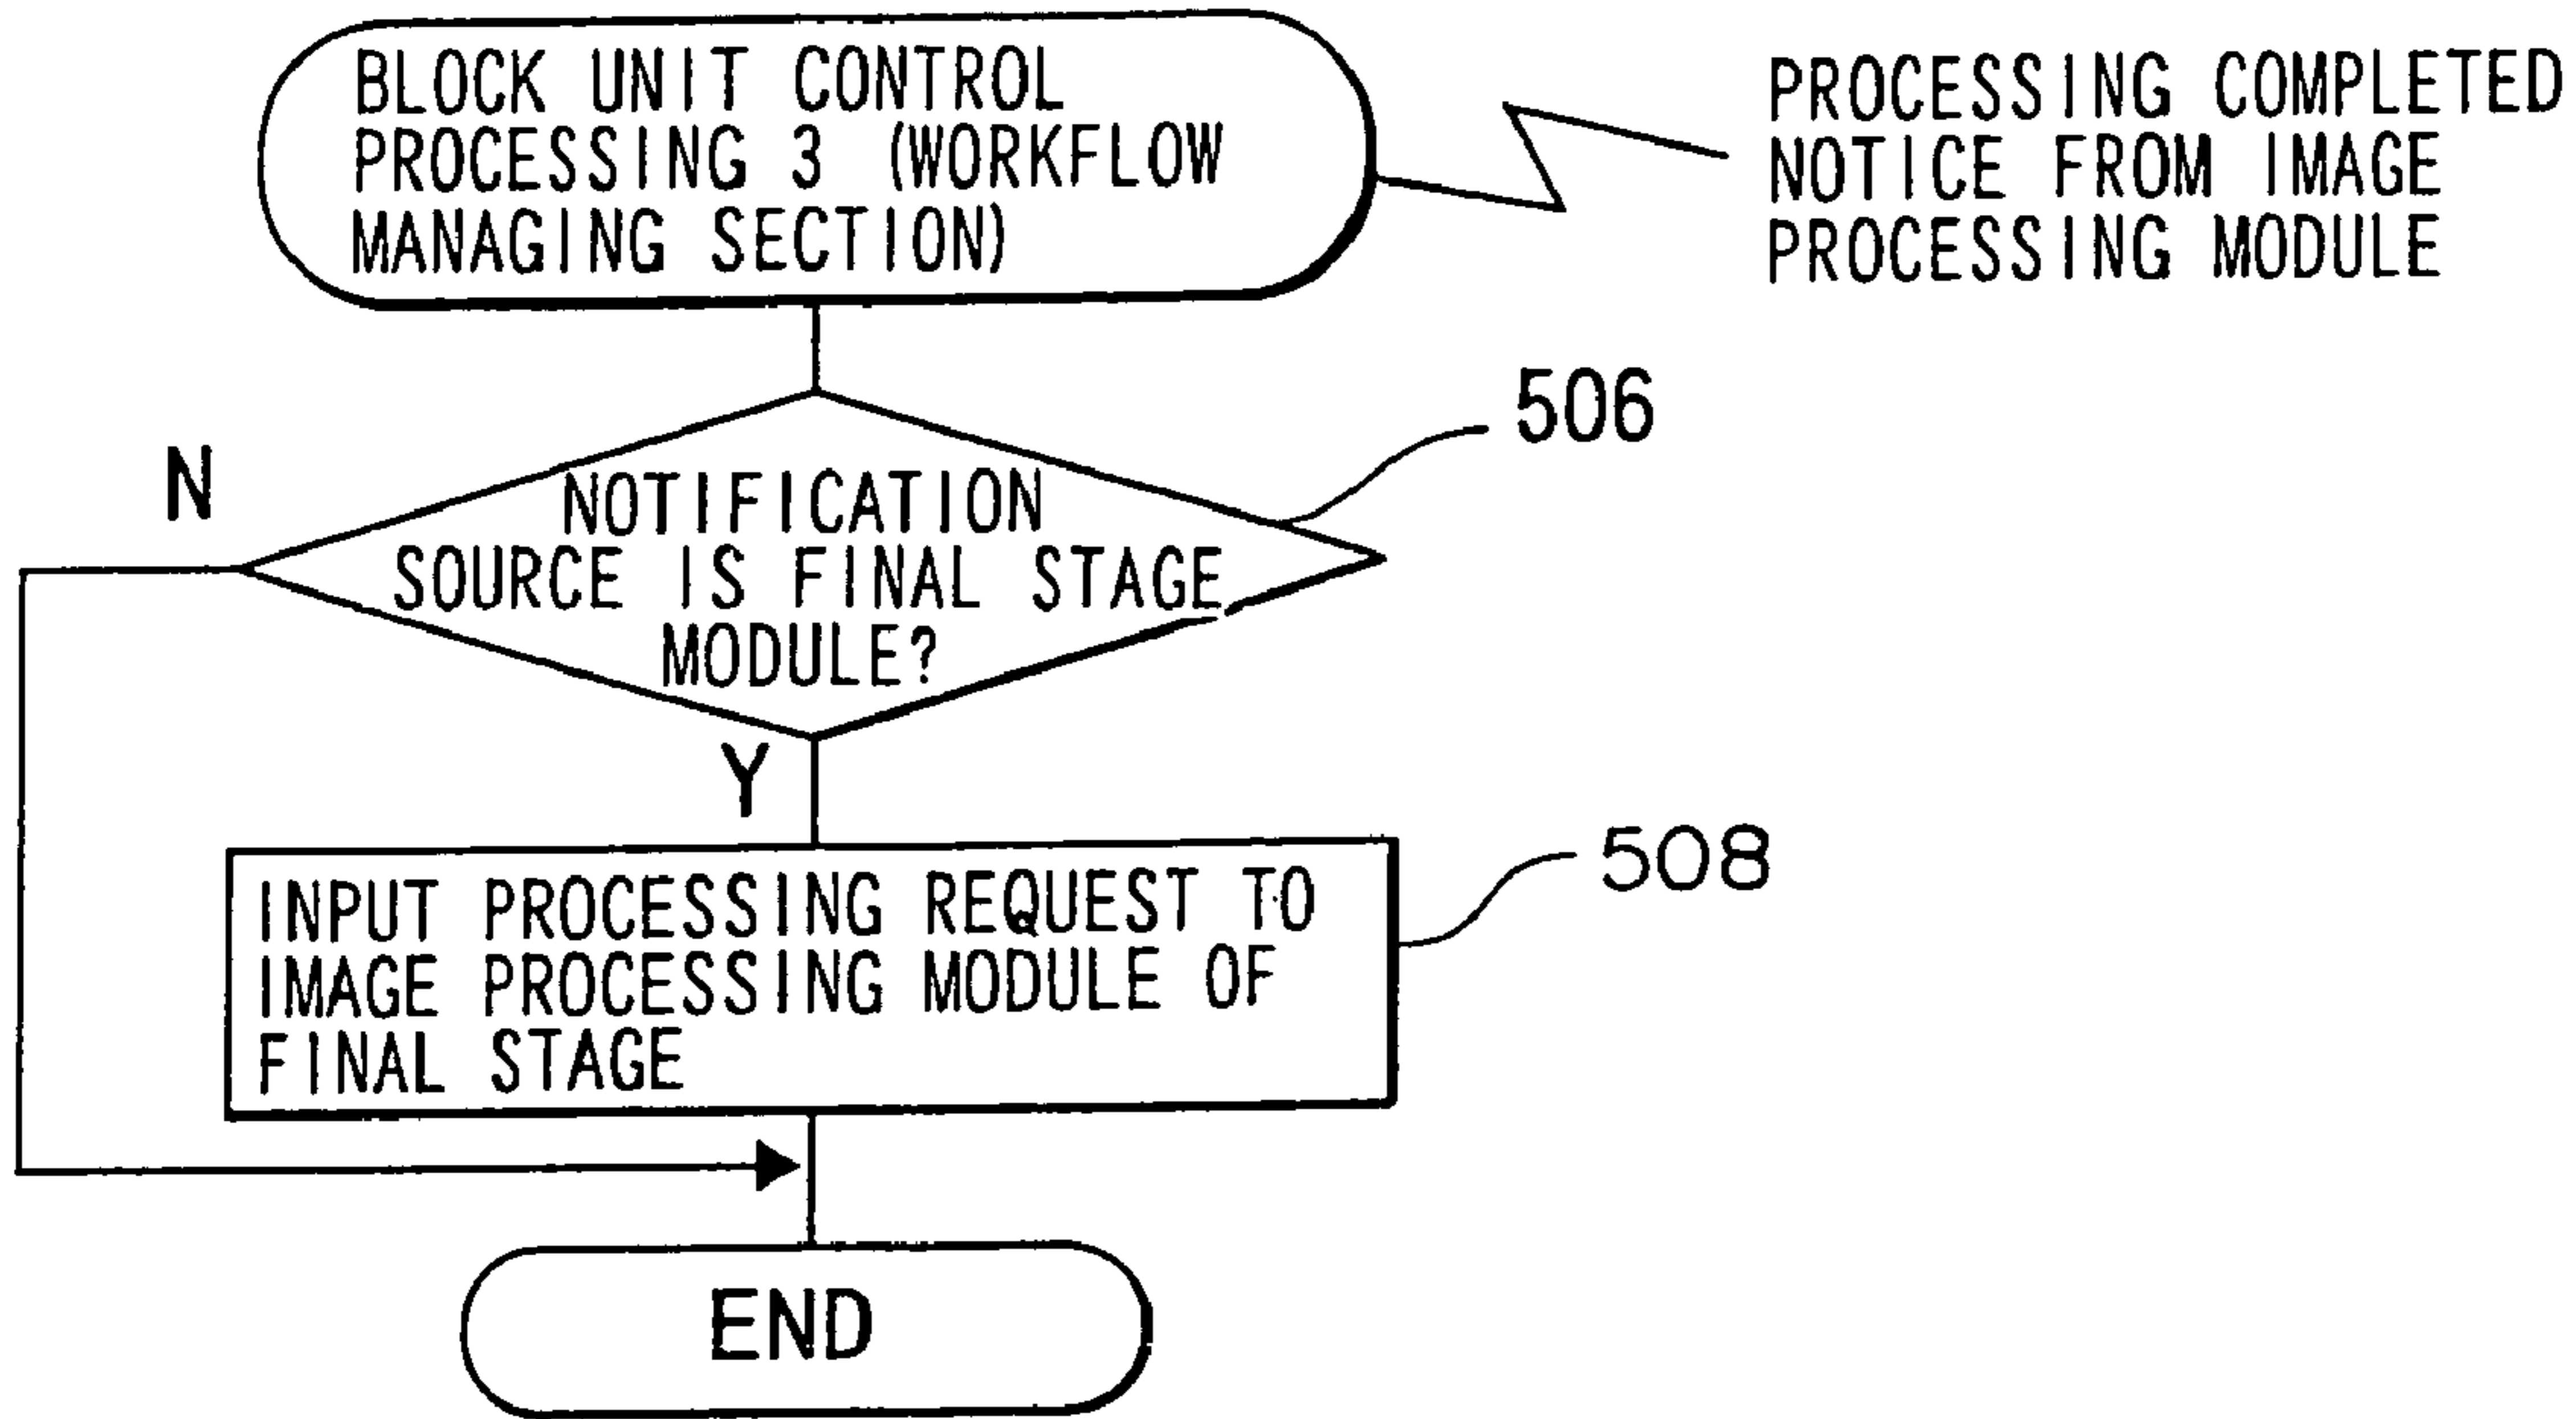 BLOCK UNIT CONTROL
PROCESSING 3 (WORKFLOW
MANAGING SECTION)
PROCESSING COMPLETED
NOTICE FROM IMAGE
PROCESSING MODULE
506
N
NOTIFICATION
SOURCE IS FINAL STAGE
MODULE?
Y
508
INPUT PROCESSING REQUEST TO
IMAGE PROCESSING MODULE OF
FINAL STAGE
END